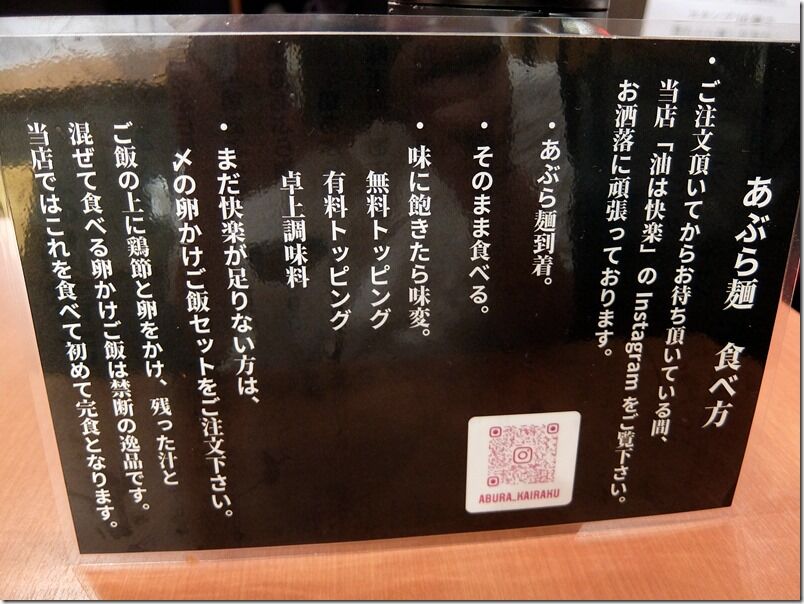 あぶら麺　食べ方
・ご注文頂いてからお待ち頂いている間、
当店「油は快楽」のInstagramをご覧下さい。
お洒落に頑張っております。
・あぶら麺到着。
・そのまま食べる。
・味に飽きたら味変。
無料トッピング
有料トッピング
卓上調味料
・まだ快楽が足りない方は、
〆の卵かけご飯セットをご注文下さい。
ご飯の上に鶏節と卵をかけ、残った汁と
混ぜて食べる卵かけご飯は禁断の逸品です。
当店ではこれを食べて初めて完食となります。
ABURA_KAIRAKU